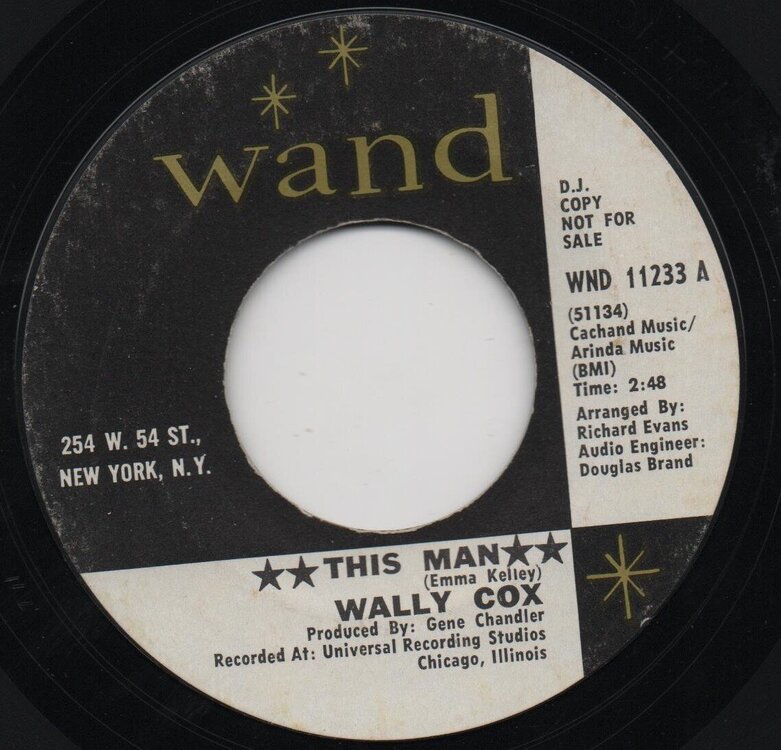 wand
D.J.
COPY
NOT FOR
SALE
WND 11233 A
(51134)
Cachand Music/
Arinda Music
(BMI)
Time: 2:48
Arranged By:
Richard Evans
Audio Engineer:
Douglas Brand
254 W. 54 ST.,
NEW YORK, N.Y.
★★THIS MAN★★
(Emma Kelley)
WALLY COX
Produced By: Gene Chandler
Recorded At: Universal Recording Studios
Chicago, Illinois